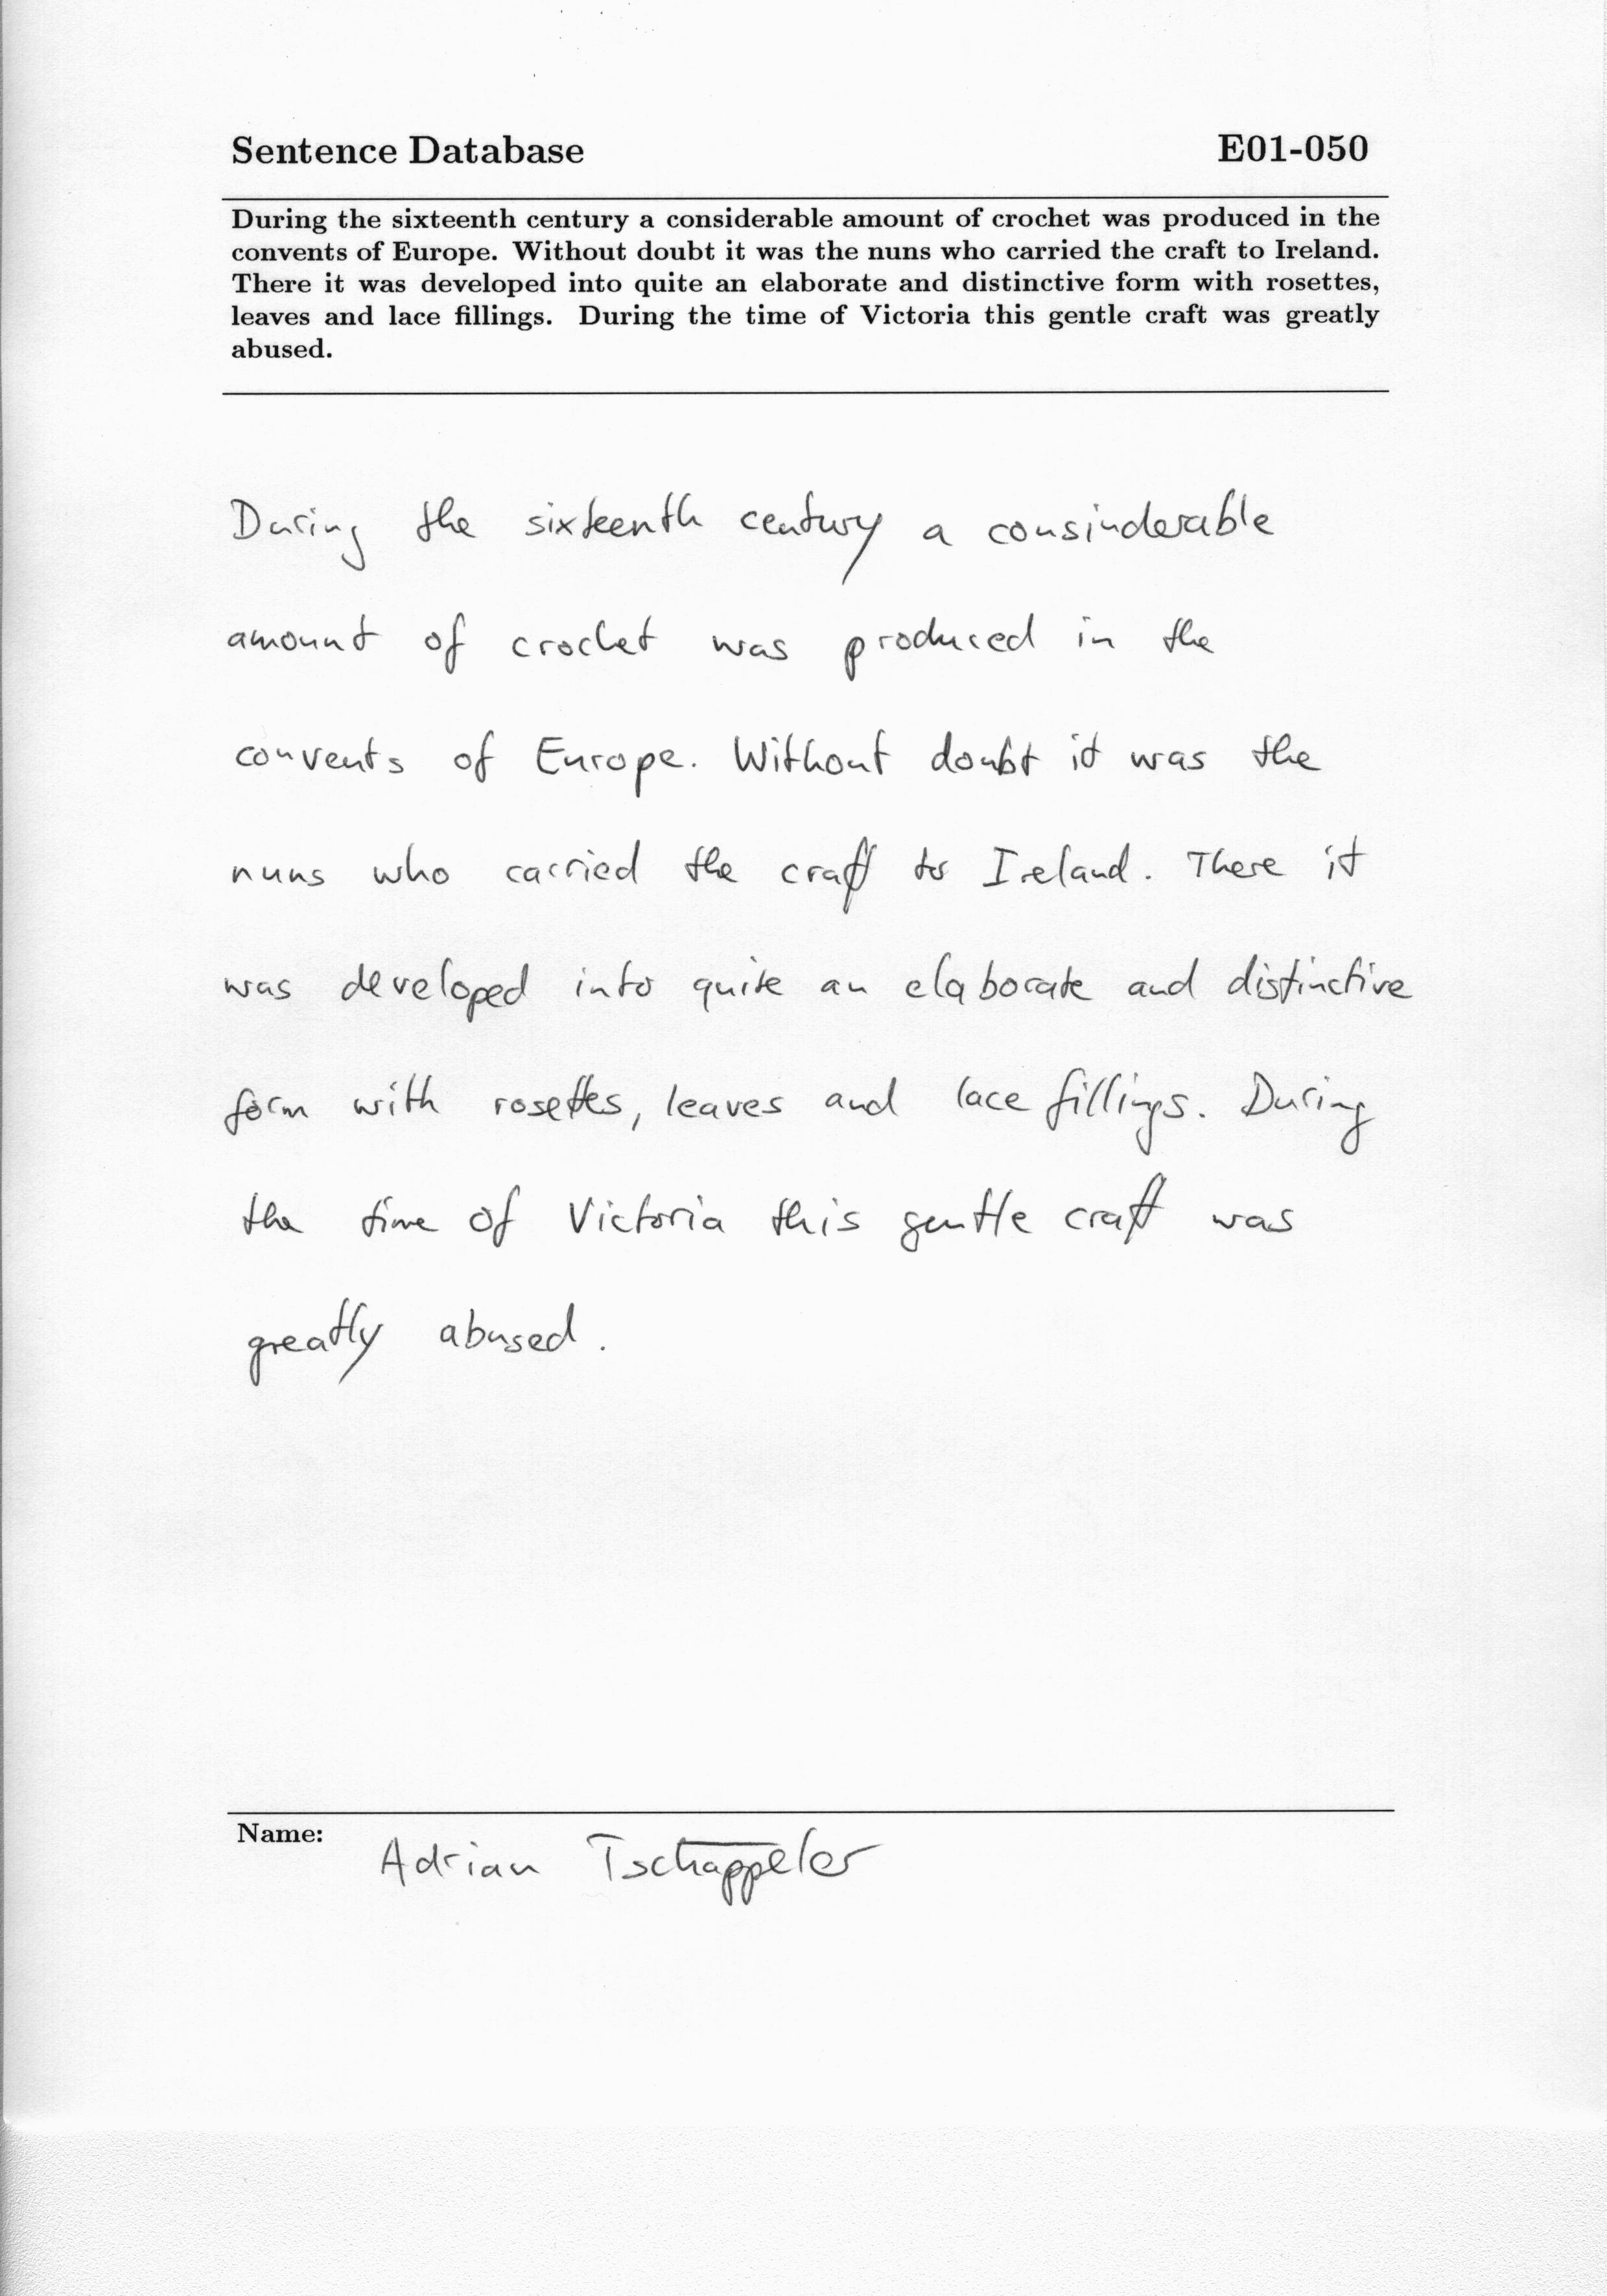 Sentence Database E01-050
During the sixteenth century a considerable amount of crochet was produced in the
convents of Europe. Without doubt it was the nuns who carried the craft to Ireland.
There it was developed into quite an elaborate and distinctive form with rosettes,
leaves and lace fillings. During the time of Victoria this gentle craft was greatly
abused.
During the sixteenth century a consinderable
amount of crochet was produced in the
convents of Europe. Without doubt it was the
nuns who carried the craft to Ireland. There it
was developed into quite an elaborate and distinctive
form with rosettes, leaves and lace fillings. During
the time of Victoria this gentle craft was
greatly abused.
Name: Adrian Tschäppeler